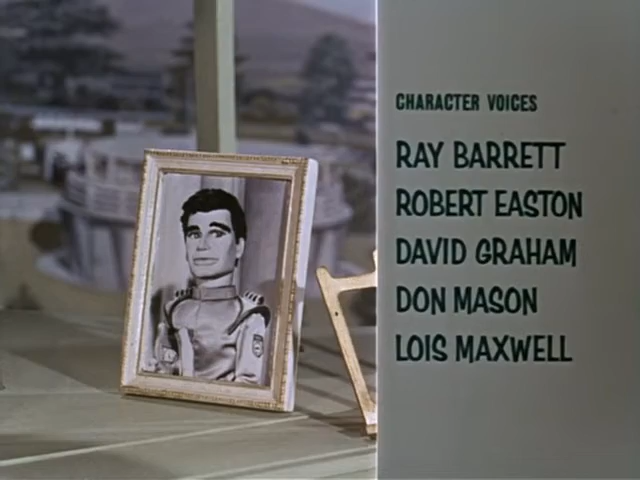 CHARACTER VOICES
RAY BARRETT
ROBERT EASTON
DAVID GRAHAM
DON MASON
LOIS MAXWELL